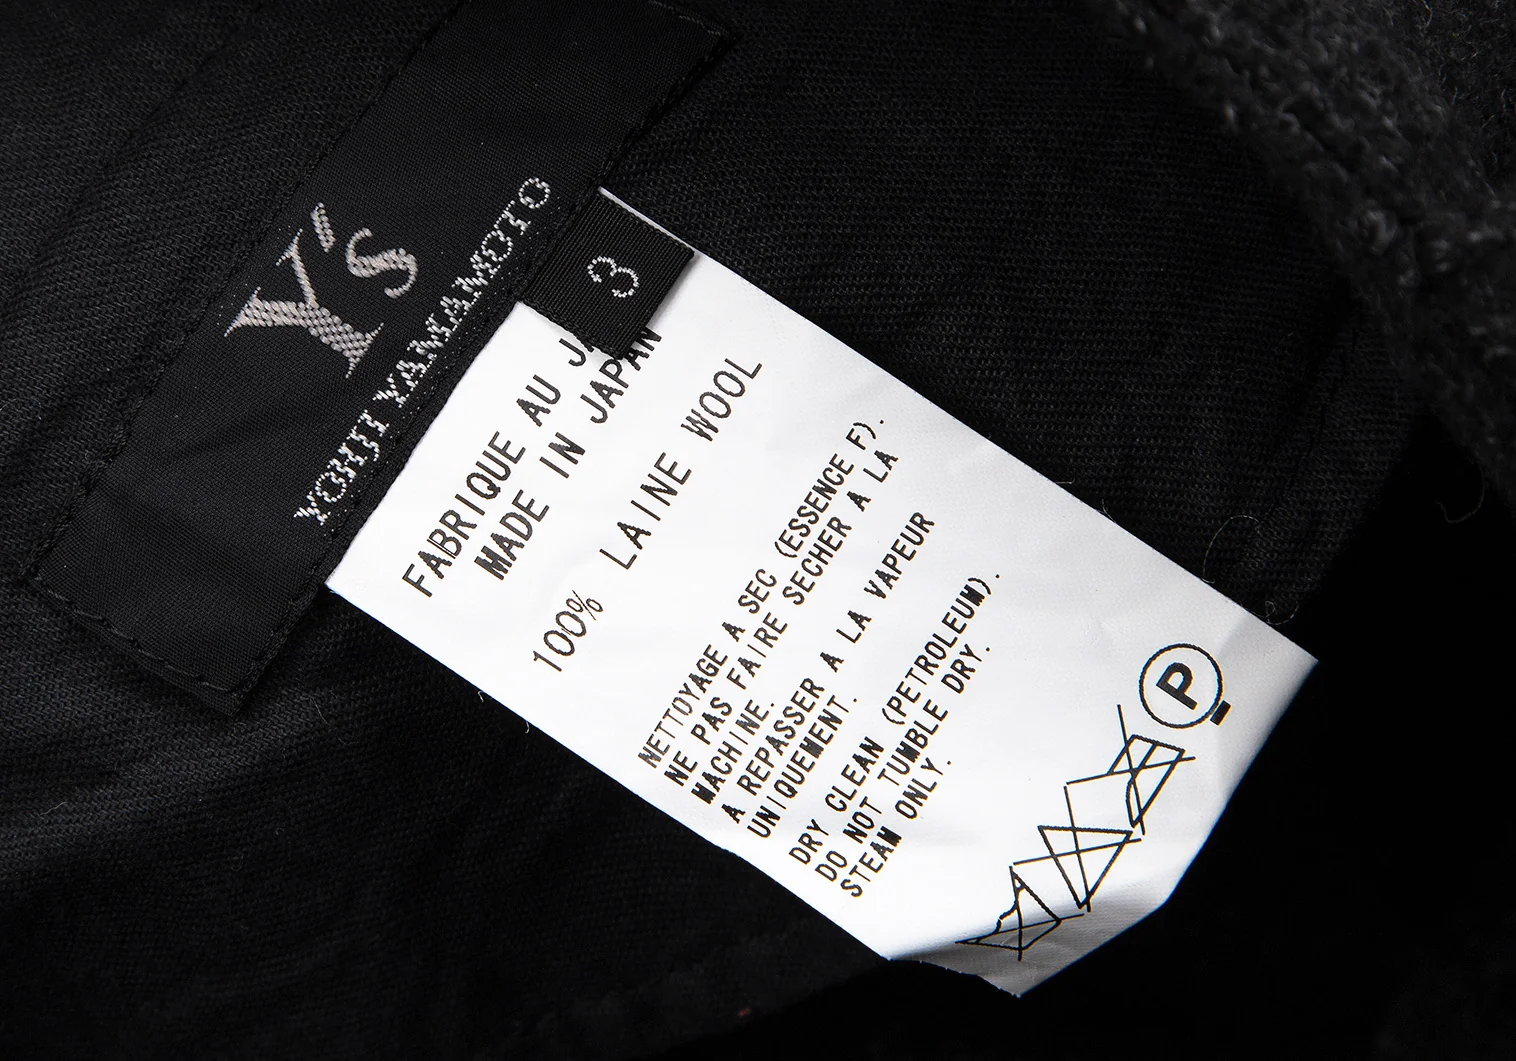 Y's
YOHJI YAMAMOTO
3
FABRIQUE AU
MADE IN JAPAN
100% LAINE WOOL
NETTOYAGE A SEC (ESSENCE F).
NE PAS FAIRE SECHER A LA
MACHINE.
A REPASSER A LA VAPEUR
UNIQUEMENT.
DRY CLEAN (PETROLEUM).
DO NOT TUMBLE DRY.
STEAM ONLY.
P